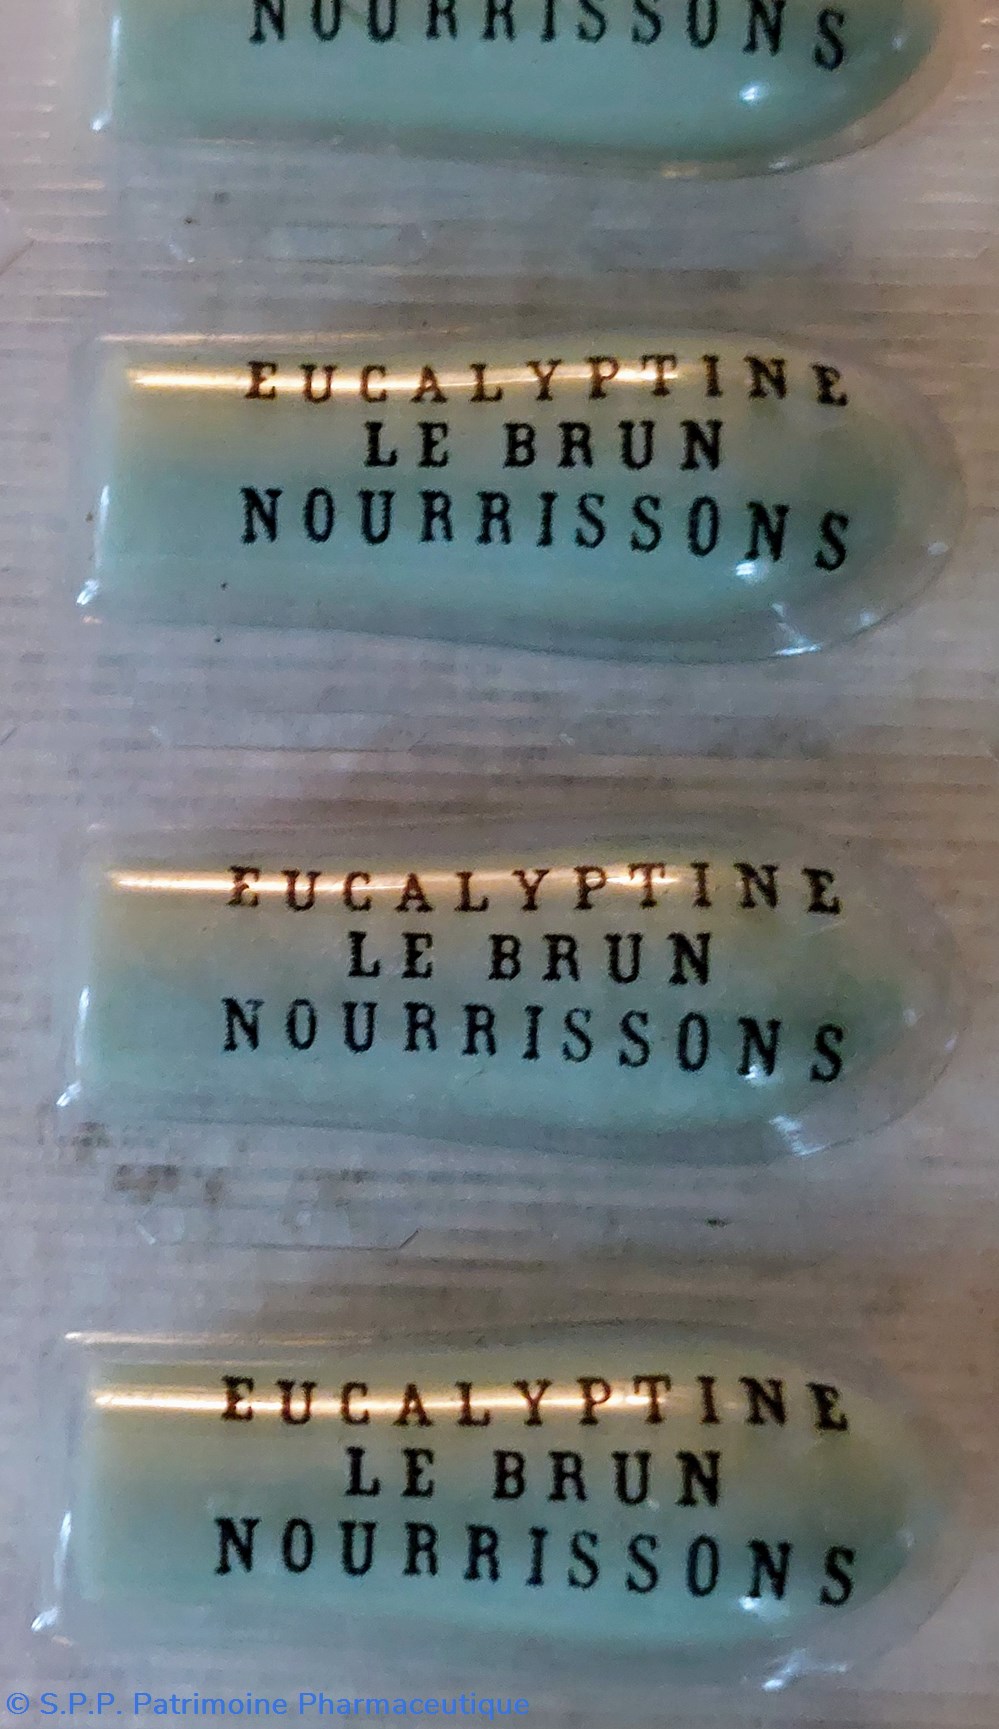 NOURRISSONS
EUCALYPTINE
LE BRUN
NOURRISSONS
EUCALYPTINE
LE BRUN
NOURRISSONS
EUCALYPTINE
LE BRUN
NOURRISSONS
© S.P.P. Patrimoine Pharmaceutique